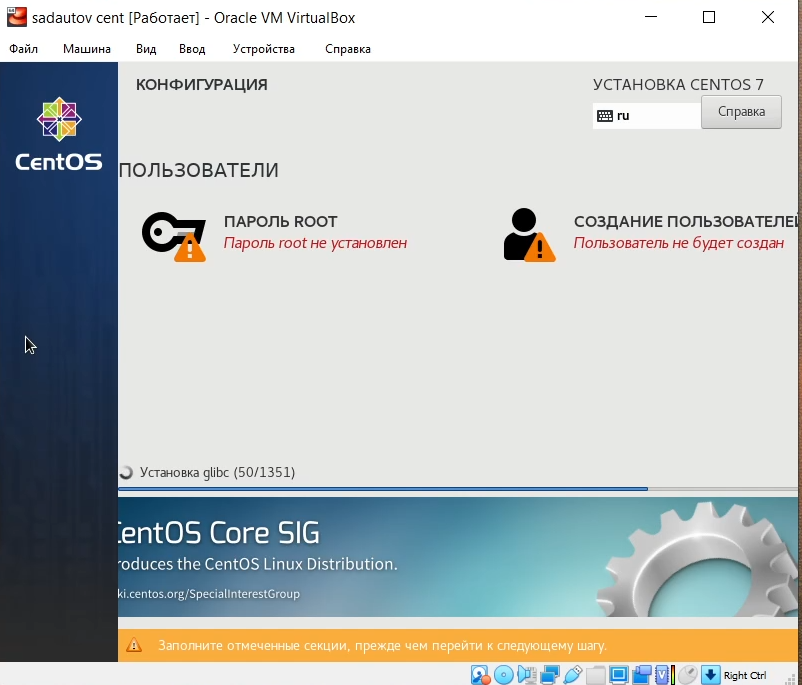 sadautov cent [Работает] - Oracle VM VirtualBox
Файл Машина Вид Ввод Устройства Справка
КОНФИГУРАЦИЯ
УСТАНОВКА CENTOS 7
ru
Справка
CentOS
ПОЛЬЗОВАТЕЛИ
ПАРОЛЬ ROOT
Пароль root не установлен
СОЗДАНИЕ ПОЛЬЗОВАТЕЛЕЙ
Пользователь не будет создан
Установка glibc (50/1351)
CentOS Core SIG
roduces the CentOS Linux Distribution.
ki.centos.org/SpecialInterestGroup
Заполните отмеченные секции, прежде чем перейти к следующему шагу.
Right Ctrl